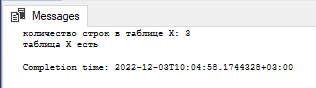 Messages
количество строк в таблице X: 3
таблица X есть
Completion time: 2022-12-03T10:04:58.1744328+03:00